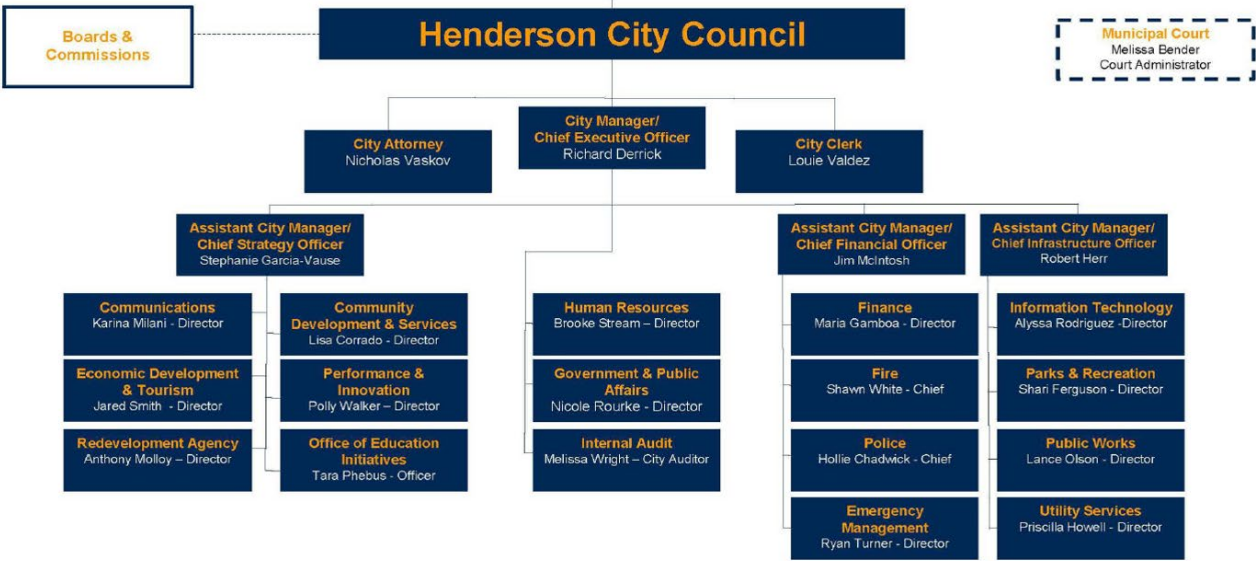 Boards &
Commissions
Henderson City Council
Municipal Court
Melissa Bender
Court Administrator
City Attorney
Nicholas Vaskov
City Manager/
Chief Executive Officer
Richard Derrick
City Clerk
Louie Valdez
Assistant City Manager/
Chief Strategy Officer
Stephanie Garcia-Vause
Assistant City Manager/
Chief Financial Officer
Jim McIntosh
Assistant City Manager/
Chief Infrastructure Officer
Robert Herr
Communications
Karina Milani - Director
Community
Development & Services
Lisa Corrado - Director
Economic Development
& Tourism
Jared Smith - Director
Performance &
Innovation
Polly Walker – Director
Redevelopment Agency
Anthony Molloy – Director
Office of Education
Initiatives
Tara Phebus - Officer
Human Resources
Brooke Stream – Director
Government & Public
Affairs
Nicole Rourke - Director
Internal Audit
Melissa Wright – City Auditor
Finance
Maria Gamboa - Director
Fire
Shawn White - Chief
Police
Hollie Chadwick - Chief
Emergency
Management
Ryan Turner - Director
Information Technology
Alyssa Rodriguez -Director
Parks & Recreation
Shari Ferguson - Director
Public Works
Lance Olson - Director
Utility Services
Priscilla Howell - Director